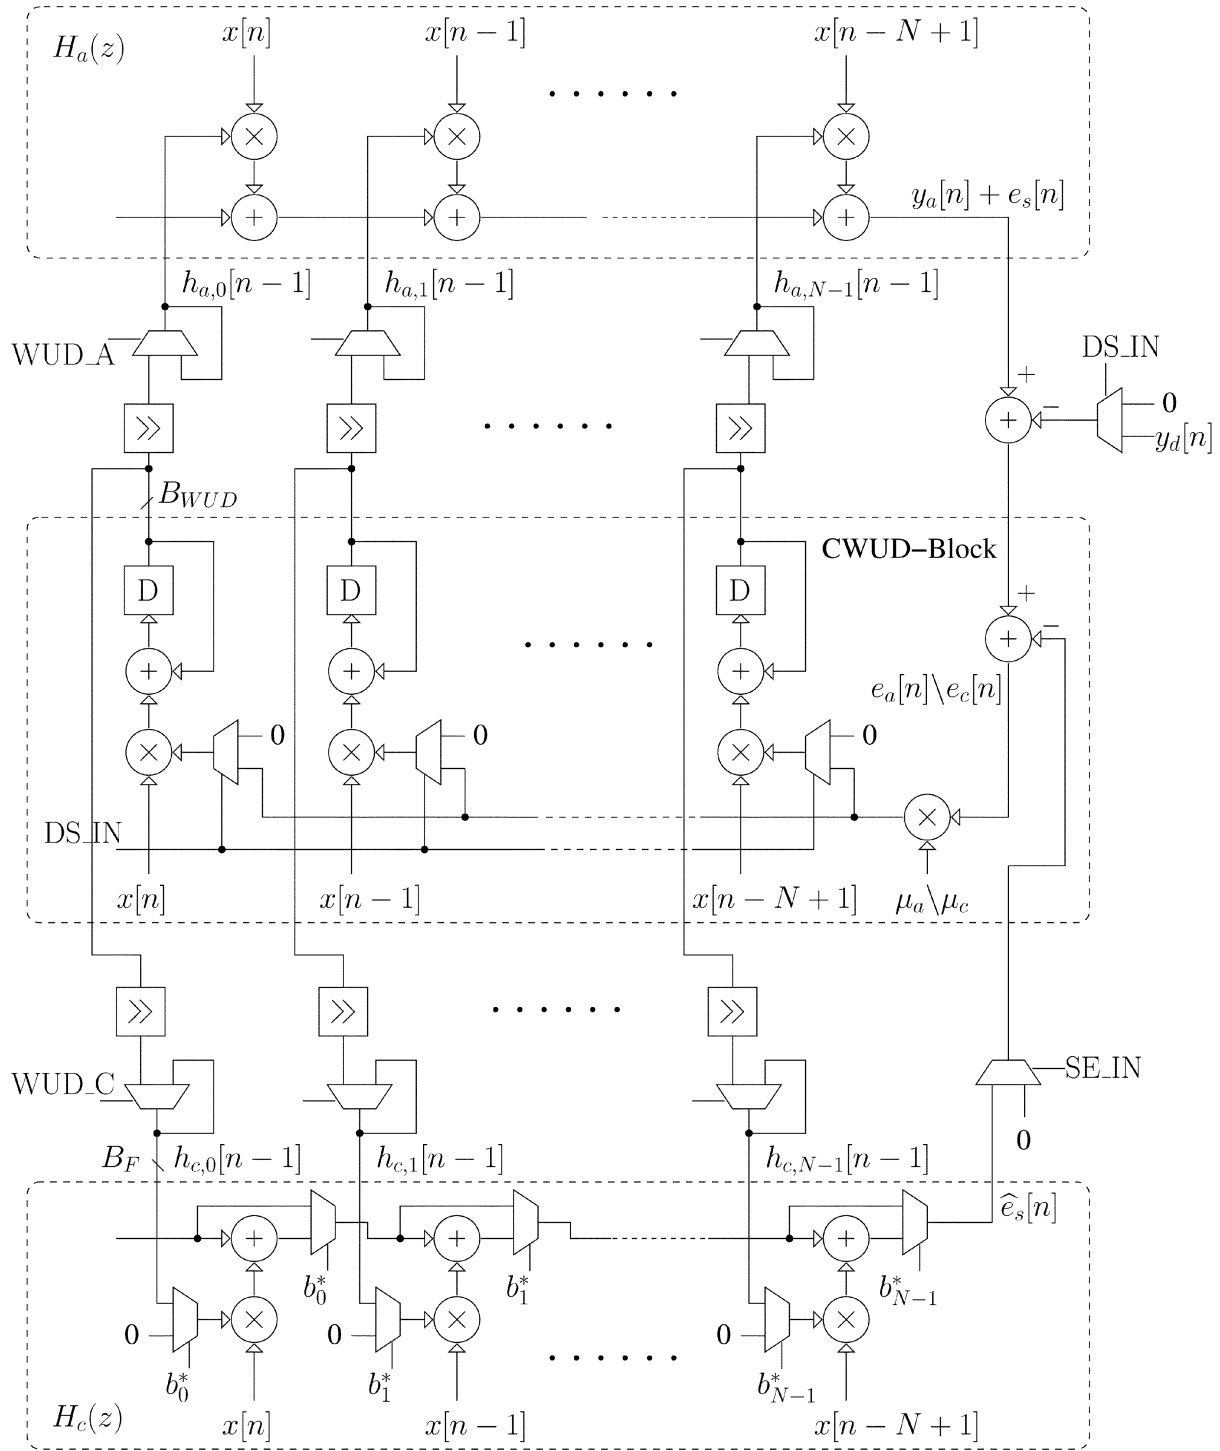 H_a(z) x[n] x[n − 1] x[n − N + 1]
× × ×
y_a[n] + e_s[n]
+ + +
h_{a,0}[n − 1] h_{a,1}[n − 1] h_{a,N−1}[n − 1]
WUD_A DS_IN
+
0
>> >> >> + −
y_d[n]
B_{WUD}
CWUD−Block
D D D
+
+ + + + −
e_a[n]\e_c[n]
0 0 0
× × ×
×
DS_IN
x[n] x[n − 1] x[n − N + 1] μ_a\μ_c
>> >> >>
WUD_C SE_IN
0
B_F h_{c,0}[n − 1] h_{c,1}[n − 1] h_{c,N−1}[n − 1]
ê_s[n]
+ + +
b_0^* b_1^* b_{N−1}^*
0 × 0 × 0 ×
b_0^* b_1^* b_{N−1}^*
H_c(z) x[n] x[n − 1] x[n − N + 1]